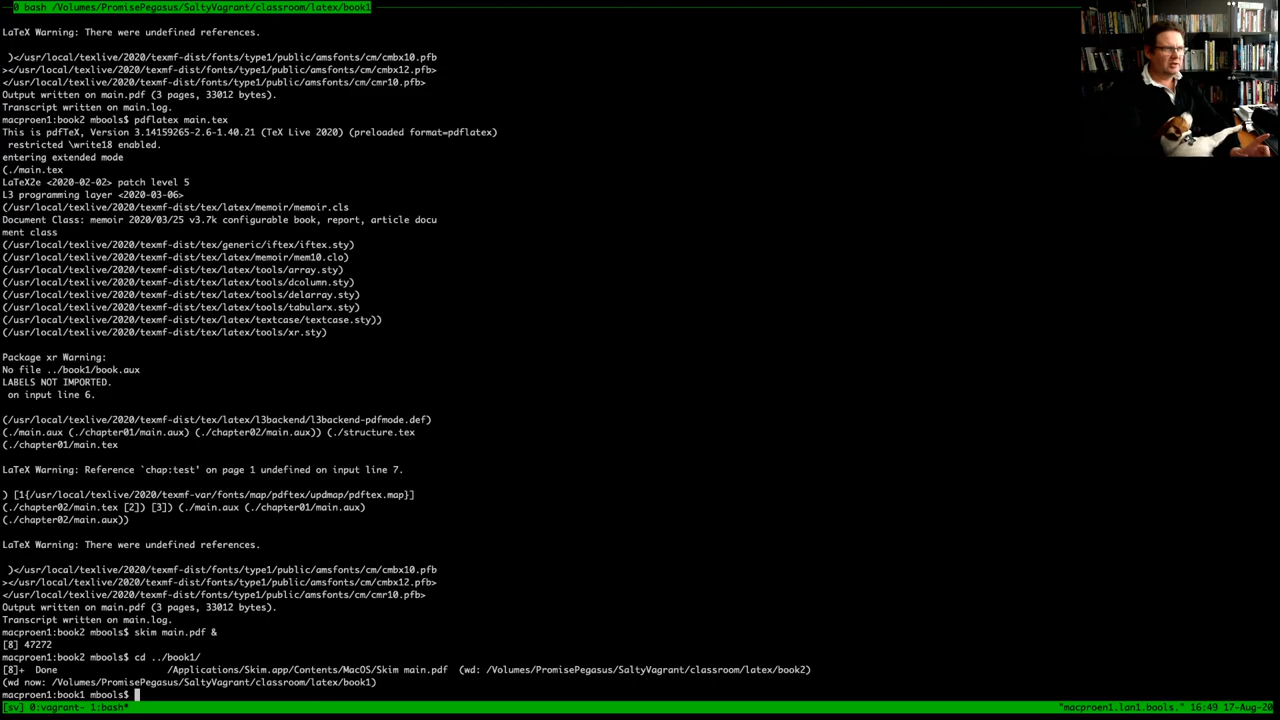 0 bash /Volumes/PromisePegasus/SaltyVagrant/classroom/latex/book1
LaTeX Warning: There were undefined references.
 )</usr/local/texlive/2020/texmf-dist/fonts/type1/public/amsfonts/cm/cmbx10.pfb
></usr/local/texlive/2020/texmf-dist/fonts/type1/public/amsfonts/cm/cmbx12.pfb>
</usr/local/texlive/2020/texmf-dist/fonts/type1/public/amsfonts/cm/cmr10.pfb>
Output written on main.pdf (3 pages, 33012 bytes).
Transcript written on main.log.
macproen1:book2 mbools$ pdflatex main.tex
This is pdfTeX, Version 3.14159265-2.6-1.40.21 (TeX Live 2020) (preloaded format=pdflatex)
 restricted \write18 enabled.
entering extended mode
(./main.tex
LaTeX2e <2020-02-02> patch level 5
L3 programming layer <2020-03-06>
(/usr/local/texlive/2020/texmf-dist/tex/latex/memoir/memoir.cls
Document Class: memoir 2020/03/25 v3.7k configurable book, report, article docu
ment class
(/usr/local/texlive/2020/texmf-dist/tex/generic/iftex/iftex.sty)
(/usr/local/texlive/2020/texmf-dist/tex/latex/memoir/mem10.clo)
(/usr/local/texlive/2020/texmf-dist/tex/latex/tools/array.sty)
(/usr/local/texlive/2020/texmf-dist/tex/latex/tools/dcolumn.sty)
(/usr/local/texlive/2020/texmf-dist/tex/latex/tools/delarray.sty)
(/usr/local/texlive/2020/texmf-dist/tex/latex/tools/tabularx.sty)
(/usr/local/texlive/2020/texmf-dist/tex/latex/textcase/textcase.sty))
(/usr/local/texlive/2020/texmf-dist/tex/latex/tools/xr.sty)
Package xr Warning:
No file ../book1/book.aux
LABELS NOT IMPORTED.
 on input line 6.
(/usr/local/texlive/2020/texmf-dist/tex/latex/l3backend/l3backend-pdfmode.def)
(./main.aux (./chapter01/main.aux) (./chapter02/main.aux)) (./structure.tex
(./chapter01/main.tex
LaTeX Warning: Reference `chap:test' on page 1 undefined on input line 7.
) [1{/usr/local/texlive/2020/texmf-var/fonts/map/pdftex/updmap/pdftex.map}]
(./chapter02/main.tex [2]) [3]) (./main.aux (./chapter01/main.aux)
(./chapter02/main.aux))
LaTeX Warning: There were undefined references.
 )</usr/local/texlive/2020/texmf-dist/fonts/type1/public/amsfonts/cm/cmbx10.pfb
></usr/local/texlive/2020/texmf-dist/fonts/type1/public/amsfonts/cm/cmbx12.pfb>
</usr/local/texlive/2020/texmf-dist/fonts/type1/public/amsfonts/cm/cmr10.pfb>
Output written on main.pdf (3 pages, 33012 bytes).
Transcript written on main.log.
macproen1:book2 mbools$ skim main.pdf &
[8] 47272
macproen1:book2 mbools$ cd ../book1/
[8]+  Done                    /Applications/Skim.app/Contents/MacOS/Skim main.pdf  (wd: /Volumes/PromisePegasus/SaltyVagrant/classroom/latex/book2)
(wd now: /Volumes/PromisePegasus/SaltyVagrant/classroom/latex/book1)
macproen1:book1 mbools$
[sv] 0:vagrant- 1:bash* "macproen1.lan1.bools." 16:49 17-Aug-20